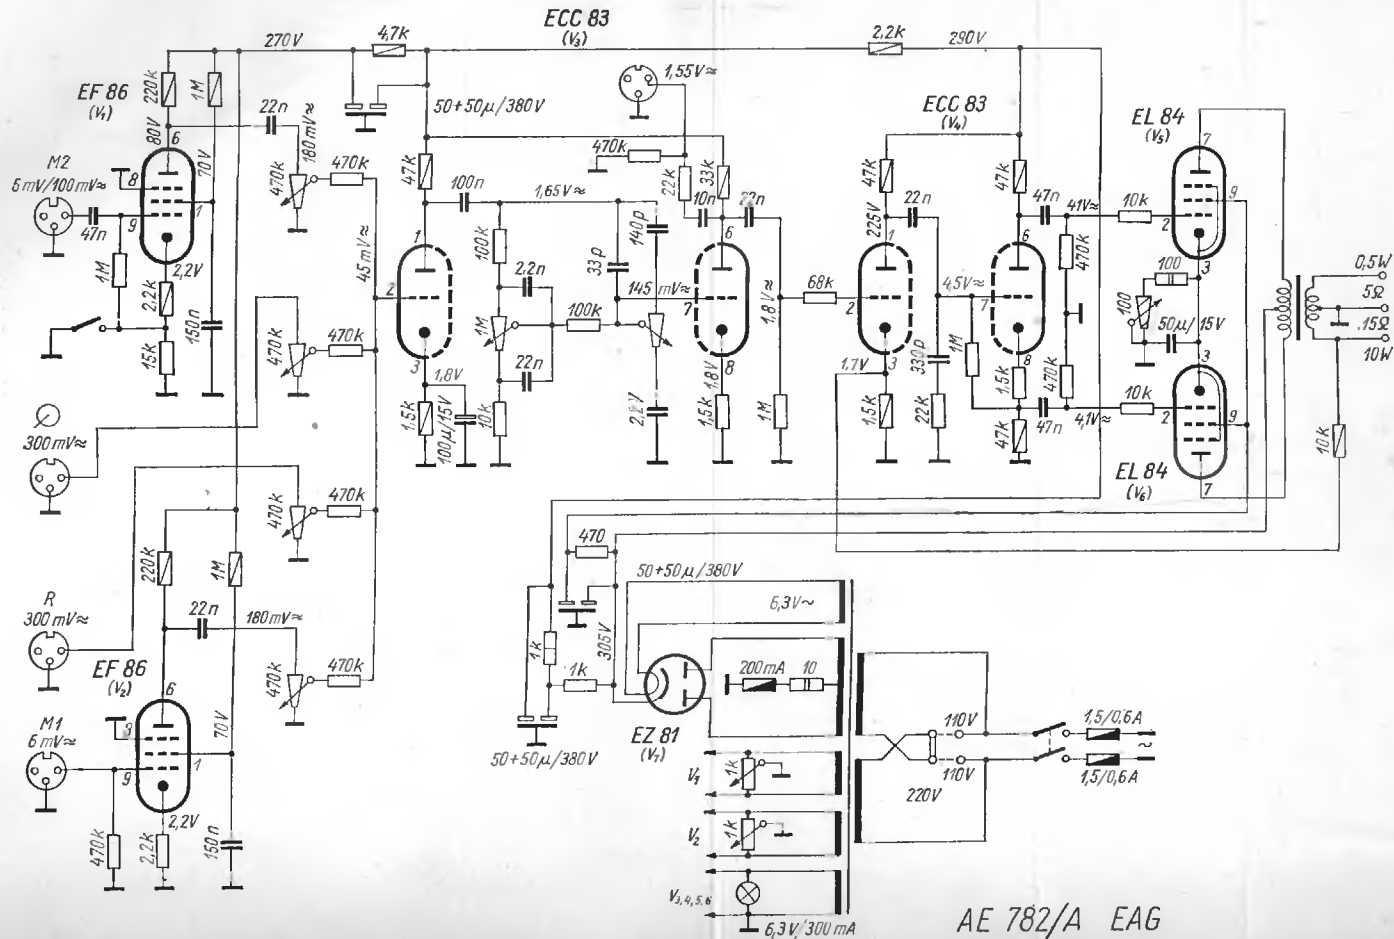 ECC 83
(V₃)
270V
4,7k
2,2k
290V
1,55V≈
EF 86
(V₁)
220k
1M
22n
180mV≈
50+50µ/380V
ECC 83
(V₄)
EL 84
(V₅)
80V
6
70V
M2
5mV/100mV≈
8
1
9
47n
470k
470k
47k
100n
1,65V≈
470k
22k
33k
10n
22n
47k
22n
225V
47k
47n
41V≈
10k
7
9
2
1M
2,2V
2,2k
15k
150n
45mV≈
1
2
3
100k
2,2n
33p
140p
145mV≈
100k
1M
22n
10k
2,2V
6
7
8
1,8V
1,8V≈
68k
1
2
3
4,5V≈
6
7
8
470k
100
3
100
50µ/15V
0,5W
5Ω
15Ω
10W
470k
470k
1,8V
1,5k
100µ/15V
1,5k
1M
1,7V
1,5k
330p
22k
1M
1,5k
47k
470k
47n
4,1V≈
10k
3
2
9
10k
300mV≈
EL 84
(V₆)
7
470k
470k
220k
1M
470
50+50µ/380V
6,3V~
R
300mV≈
22n
180mV≈
305V
1k
1k
200mA
10
EF 86
(V₂)
6
470k
470k
70V
M1
6mV≈
8
1
9
EZ 81
(V₇)
110V
110V
220V
1,5/0,6A
~
1,5/0,6A
50+50µ/380V
V₁
1k
2,2V
470k
2,2k
150n
V₂
1k
V₃,₄,₅,₆
6,3V/300mA
AE 782/A EAG